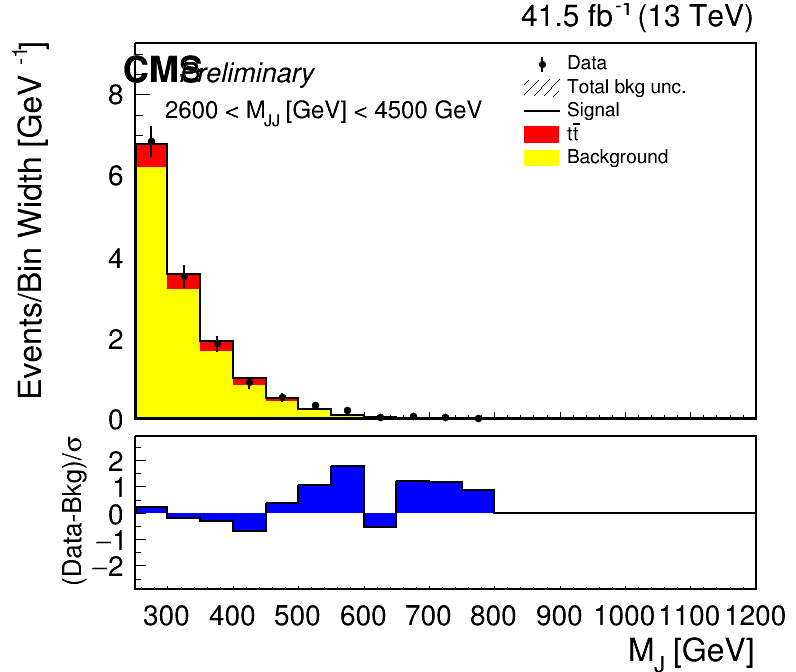 41.5 fb⁻¹ (13 TeV)
CMS Preliminary
2600 < M_JJ [GeV] < 4500 GeV
Data
Total bkg unc.
Signal
tt̄
Background
Events/Bin Width [GeV⁻¹]
8
6
4
2
0
(Data-Bkg)/σ
2
1
0
−1
−2
300 400 500 600 700 800 900 1000 1100 1200
M_J [GeV]